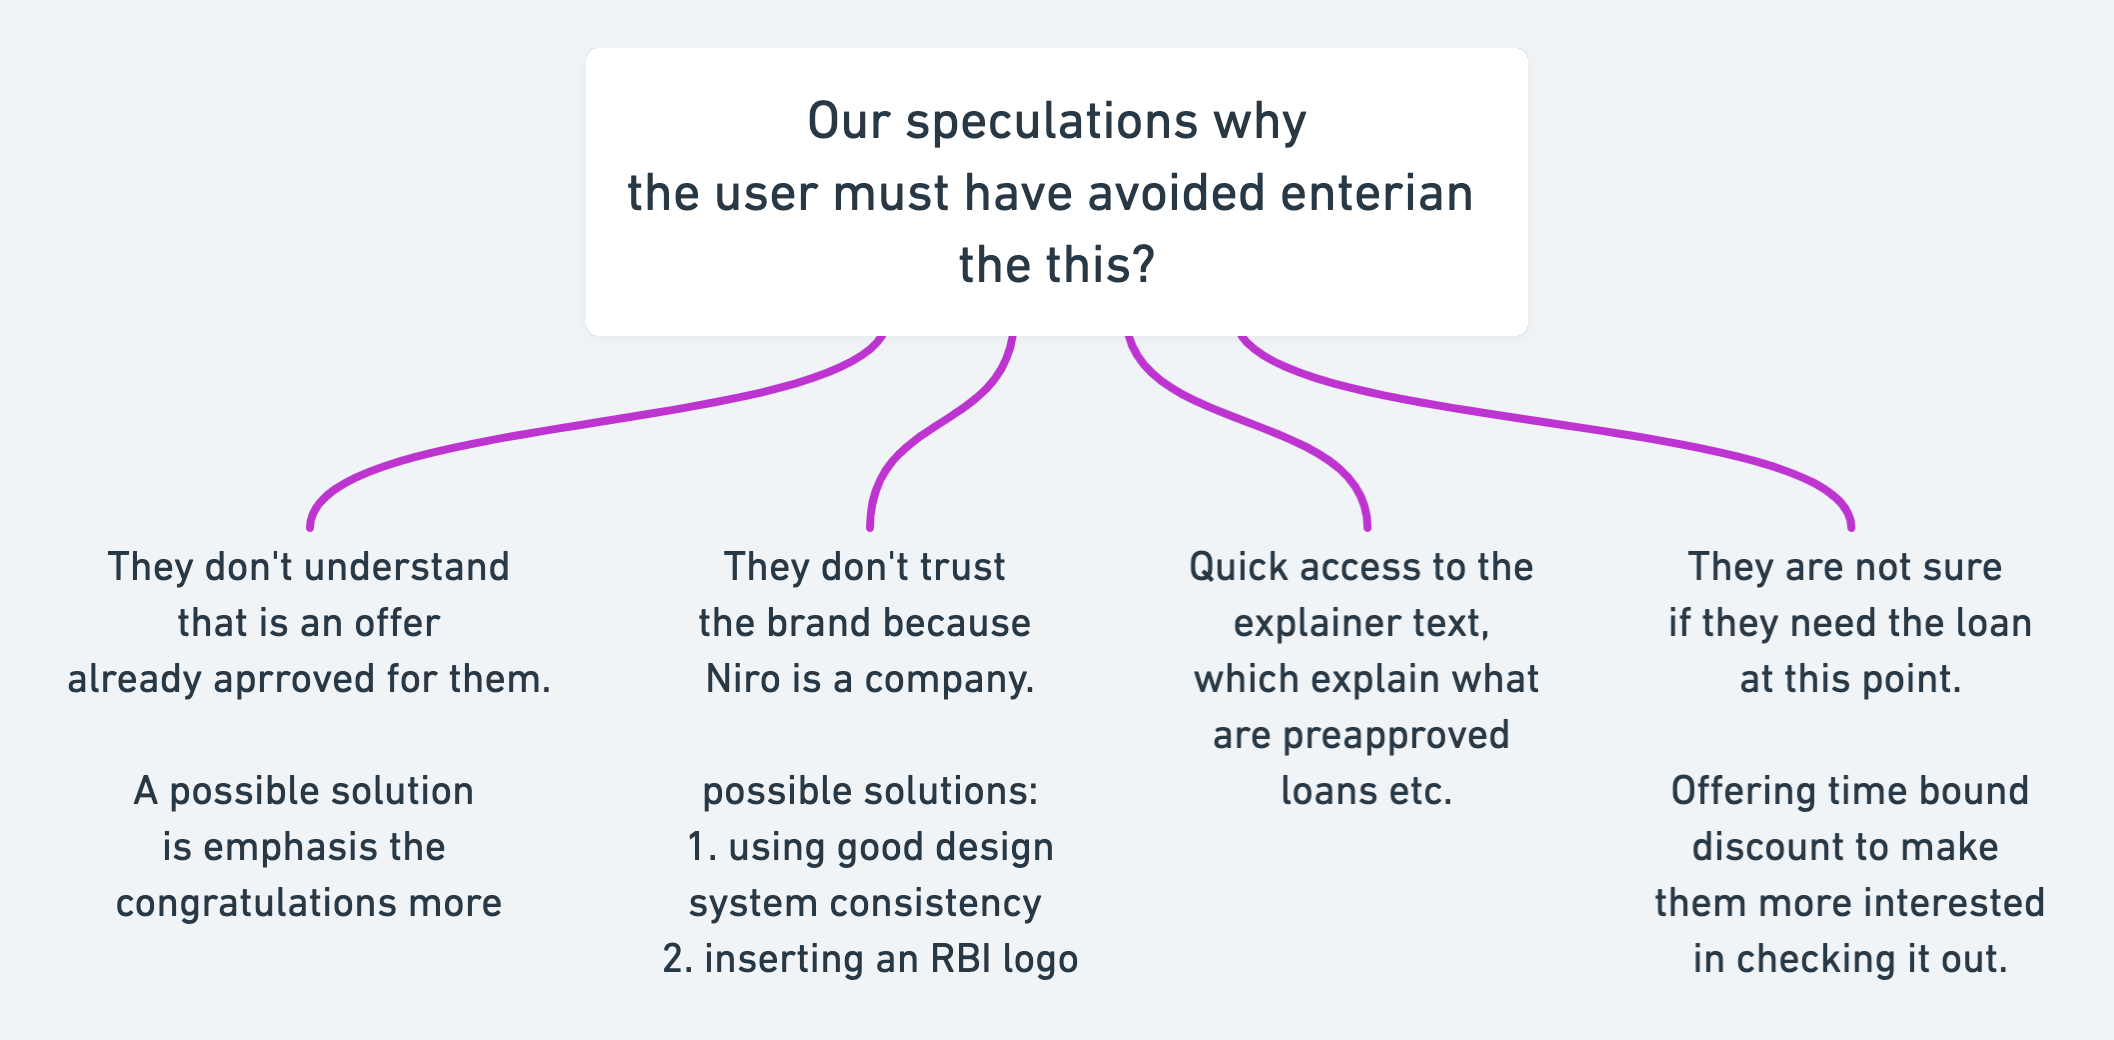 Our speculations why
the user must have avoided enterian
the this?
They don't understand
that is an offer
already aprroved for them.
A possible solution
is emphasis the
congratulations more
They don't trust
the brand because
Niro is a company.
possible solutions:
1. using good design
system consistency
2. inserting an RBI logo
Quick access to the
explainer text,
which explain what
are preapproved
loans etc.
They are not sure
if they need the loan
at this point.
Offering time bound
discount to make
them more interested
in checking it out.